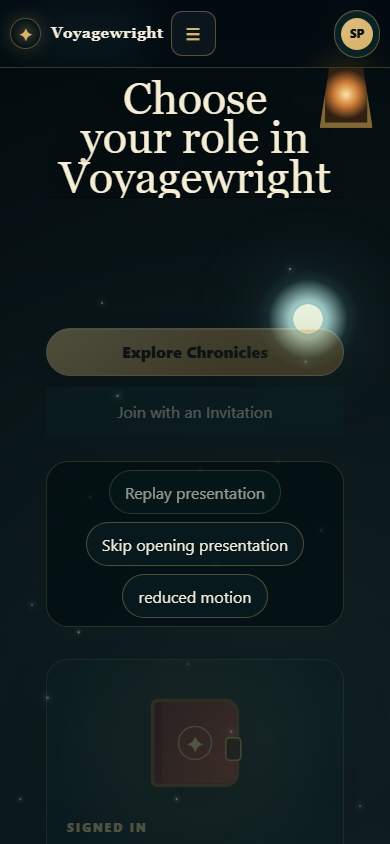 Voyagewright
SP
Choose
your role in
Voyagewright
Explore Chronicles
Join with an Invitation
Replay presentation
Skip opening presentation
reduced motion
SIGNED IN